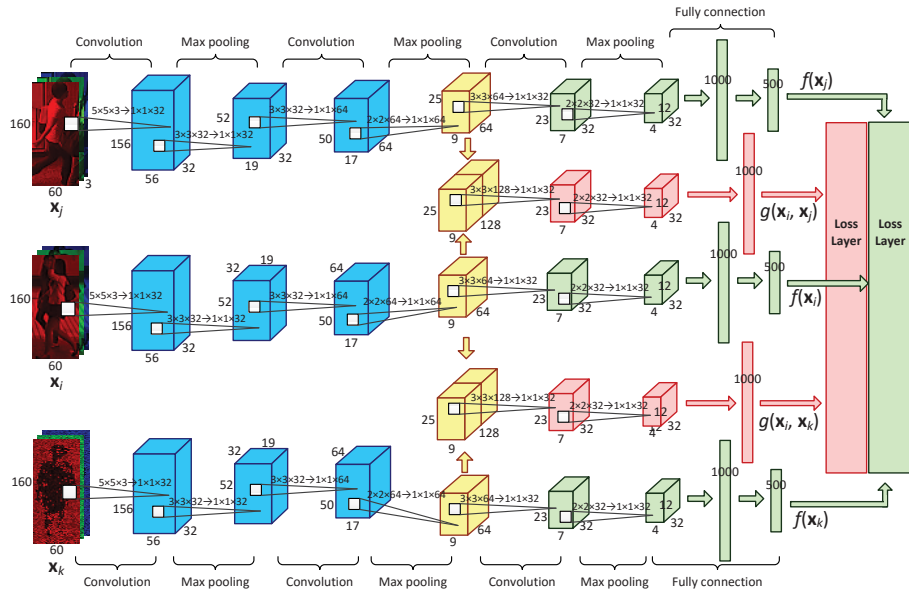 Fully connection
Convolution Max pooling Convolution Max pooling Convolution Max pooling
160 60 3
x_j
5×5×3→1×1×32
156 56 32
3×3×32→1×1×32
52 19 32
3×3×32→1×1×64
50 17 64
2×2×64→1×1×64
25 9 64
3×3×64→1×1×32
23 7 32
2×2×32→1×1×32
12 4 32
1000
500
f(x_j)
25 9 128
3×3×128→1×1×32
23 7 32
2×2×32→1×1×32
12 4 32
1000
g(x_i, x_j)
Loss Layer
Loss Layer
160 60
x_i
5×5×3→1×1×32
156 56 32
3×3×32→1×1×32
32 19 52
3×3×32→1×1×64
64 50 17
2×2×64→1×1×64
9 64
3×3×64→1×1×32
23 7 32
2×2×32→1×1×32
12 4 32
1000
500
f(x_i)
25 9 128
3×3×128→1×1×32
23 7 32
2×2×32→1×1×32
12 4 32
1000
g(x_i, x_k)
160 60
x_k
5×5×3→1×1×32
156 56 32
3×3×32→1×1×32
32 19 52
3×3×32→1×1×64
64 50 17
2×2×64→1×1×64
9 64
3×3×64→1×1×32
23 7 32
2×2×32→1×1×32
12 4 32
1000
500
f(x_k)
Convolution Max pooling Convolution Max pooling Convolution Max pooling Fully connection